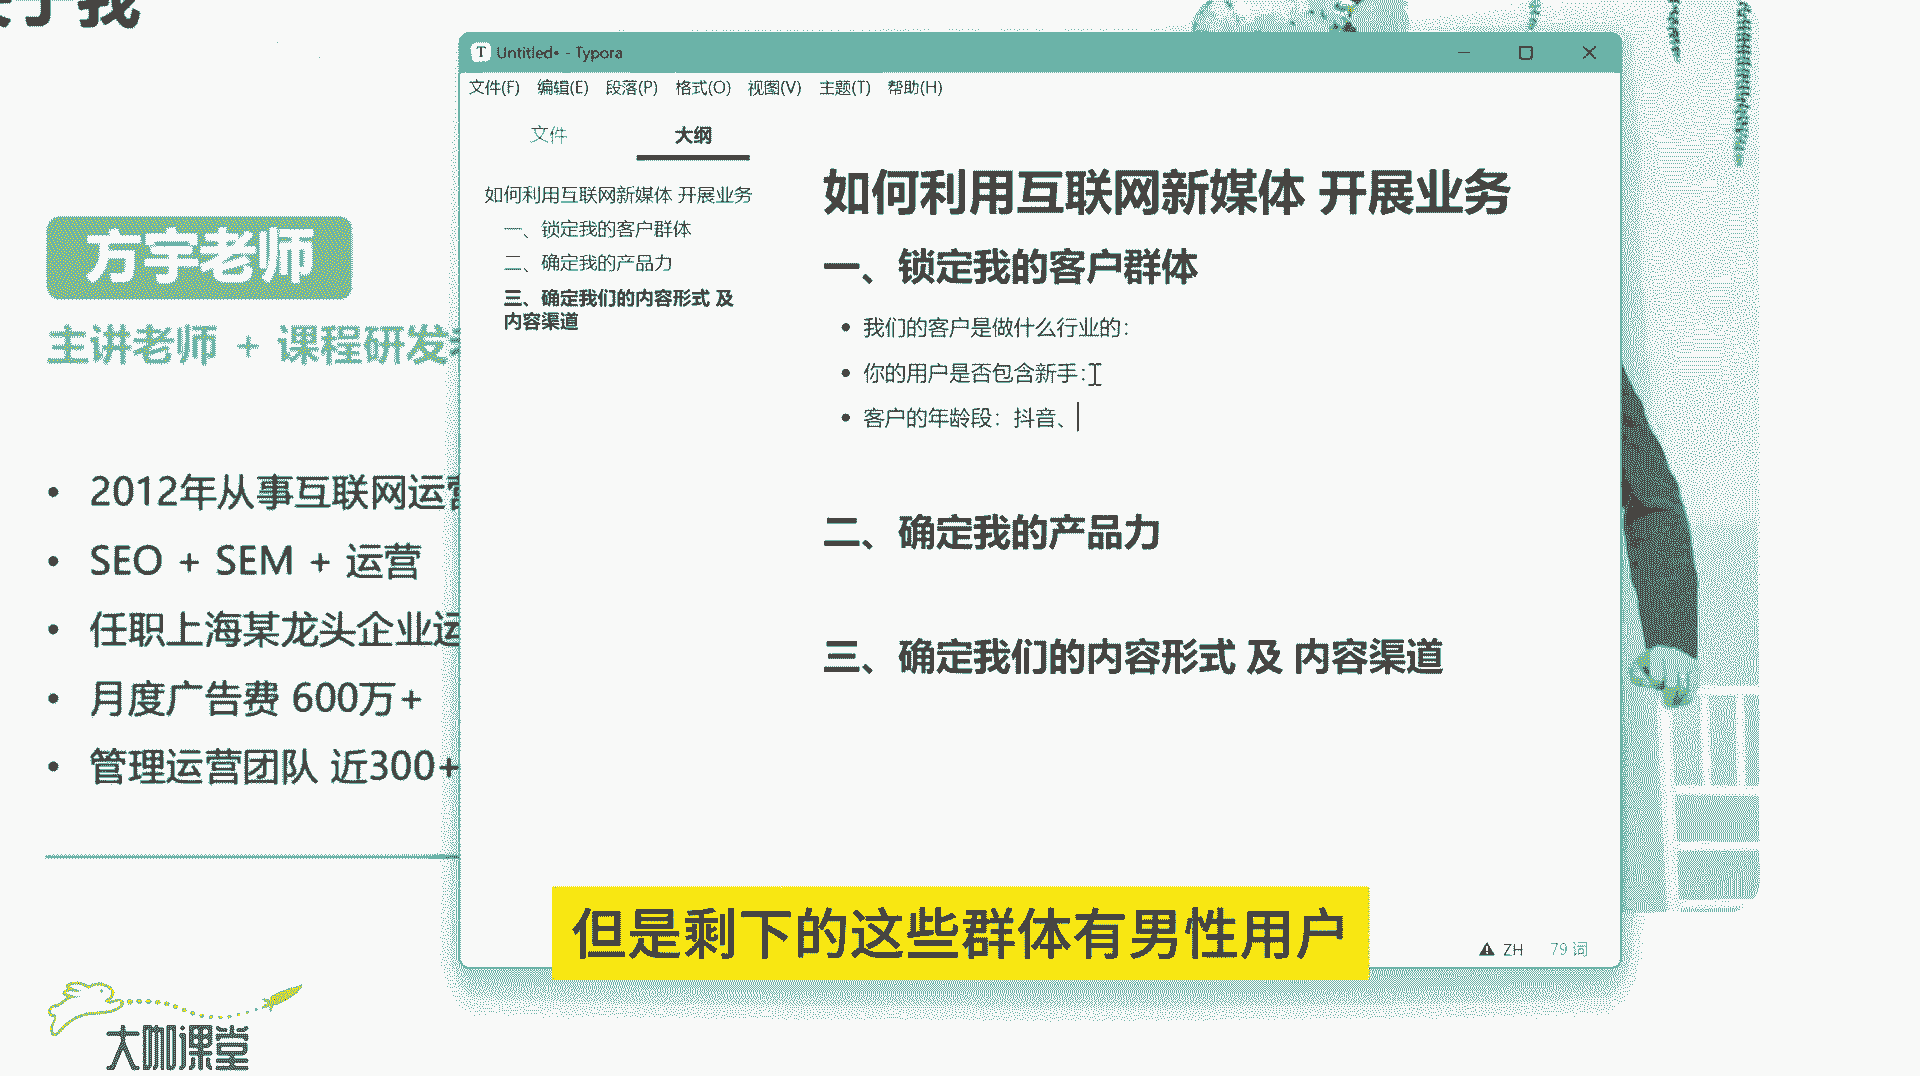 Untitled• - Typora
文件(F) 编辑(E) 段落(P) 格式(O) 视图(V) 主题(T) 帮助(H)
文件 大纲
如何利用互联网新媒体 开展业务
一、锁定我的客户群体
二、确定我的产品力
三、确定我们的内容形式 及
内容渠道
如何利用互联网新媒体 开展业务
一、锁定我的客户群体
我们的客户是做什么行业的：
你的用户是否包含新手：
客户的年龄段：抖音、
二、确定我的产品力
三、确定我们的内容形式 及 内容渠道
ZH 79 词
方宇老师
主讲老师 + 课程研发
• 2012年从事互联网运营
• SEO + SEM + 运营
• 任职上海某龙头企业运
• 月度广告费 600万+
• 管理运营团队 近300+
但是剩下的这些群体有男性用户
大咖课堂